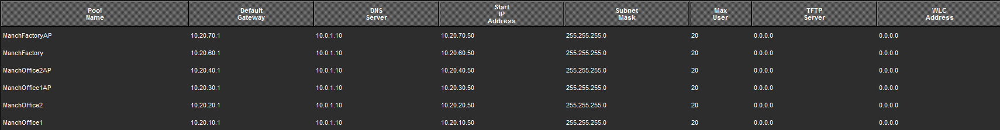 Pool Name Default Gateway DNS Server Start IP Address Subnet Mask Max User TFTP Server WLC Address
ManchFactoryAP 10.20.70.1 10.0.1.10 10.20.70.50 255.255.255.0 20 0.0.0.0 0.0.0.0
ManchFactory 10.20.60.1 10.0.1.10 10.20.60.50 255.255.255.0 20 0.0.0.0 0.0.0.0
ManchOffice2AP 10.20.40.1 10.0.1.10 10.20.40.50 255.255.255.0 20 0.0.0.0 0.0.0.0
ManchOffice1AP 10.20.30.1 10.0.1.10 10.20.30.50 255.255.255.0 20 0.0.0.0 0.0.0.0
ManchOffice2 10.20.20.1 10.0.1.10 10.20.20.50 255.255.255.0 20 0.0.0.0 0.0.0.0
ManchOffice1 10.20.10.1 10.0.1.10 10.20.10.50 255.255.255.0 20 0.0.0.0 0.0.0.0